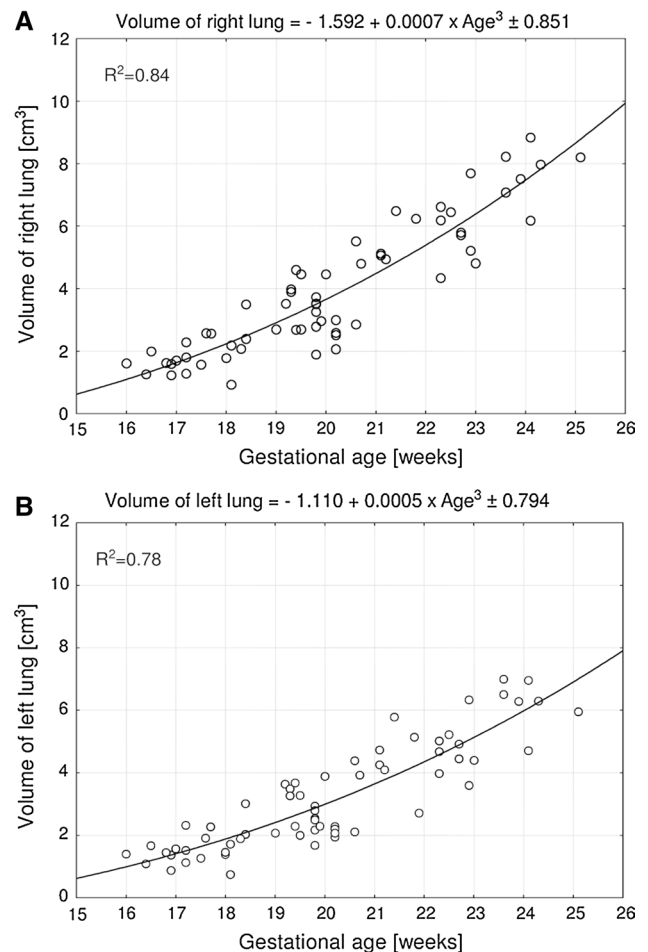 A
Volume of right lung = - 1.592 + 0.0007 x Age³ ± 0.851
R²=0.84
Volume of right lung [cm³]
12
10
8
6
4
2
0
15 16 17 18 19 20 21 22 23 24 25 26
Gestational age [weeks]
B
Volume of left lung = - 1.110 + 0.0005 x Age³ ± 0.794
R²=0.78
Volume of left lung [cm³]
12
10
8
6
4
2
0
15 16 17 18 19 20 21 22 23 24 25 26
Gestational age [weeks]